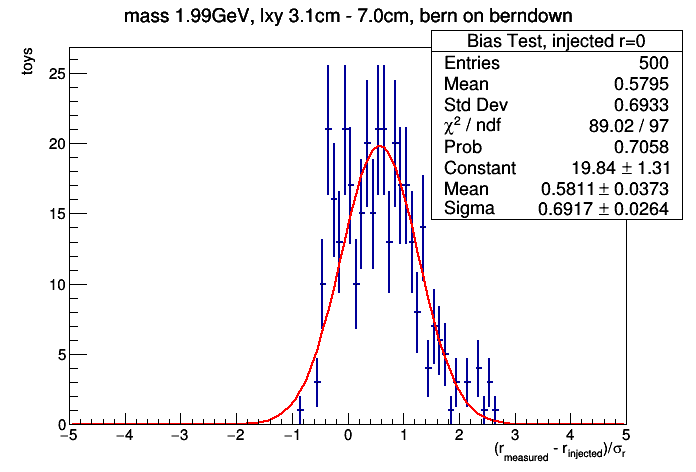 mass 1.99GeV, lxy 3.1cm - 7.0cm, bern on berndown
toys
Bias Test, injected r=0
Entries 500
Mean 0.5795
Std Dev 0.6933
χ² / ndf 89.02 / 97
Prob 0.7058
Constant 19.84 ± 1.31
Mean 0.5811 ± 0.0373
Sigma 0.6917 ± 0.0264
25
20
15
10
5
0
−5 −4 −3 −2 −1 0 1 2 3 4 5
(r_measured - r_injected)/σ_r